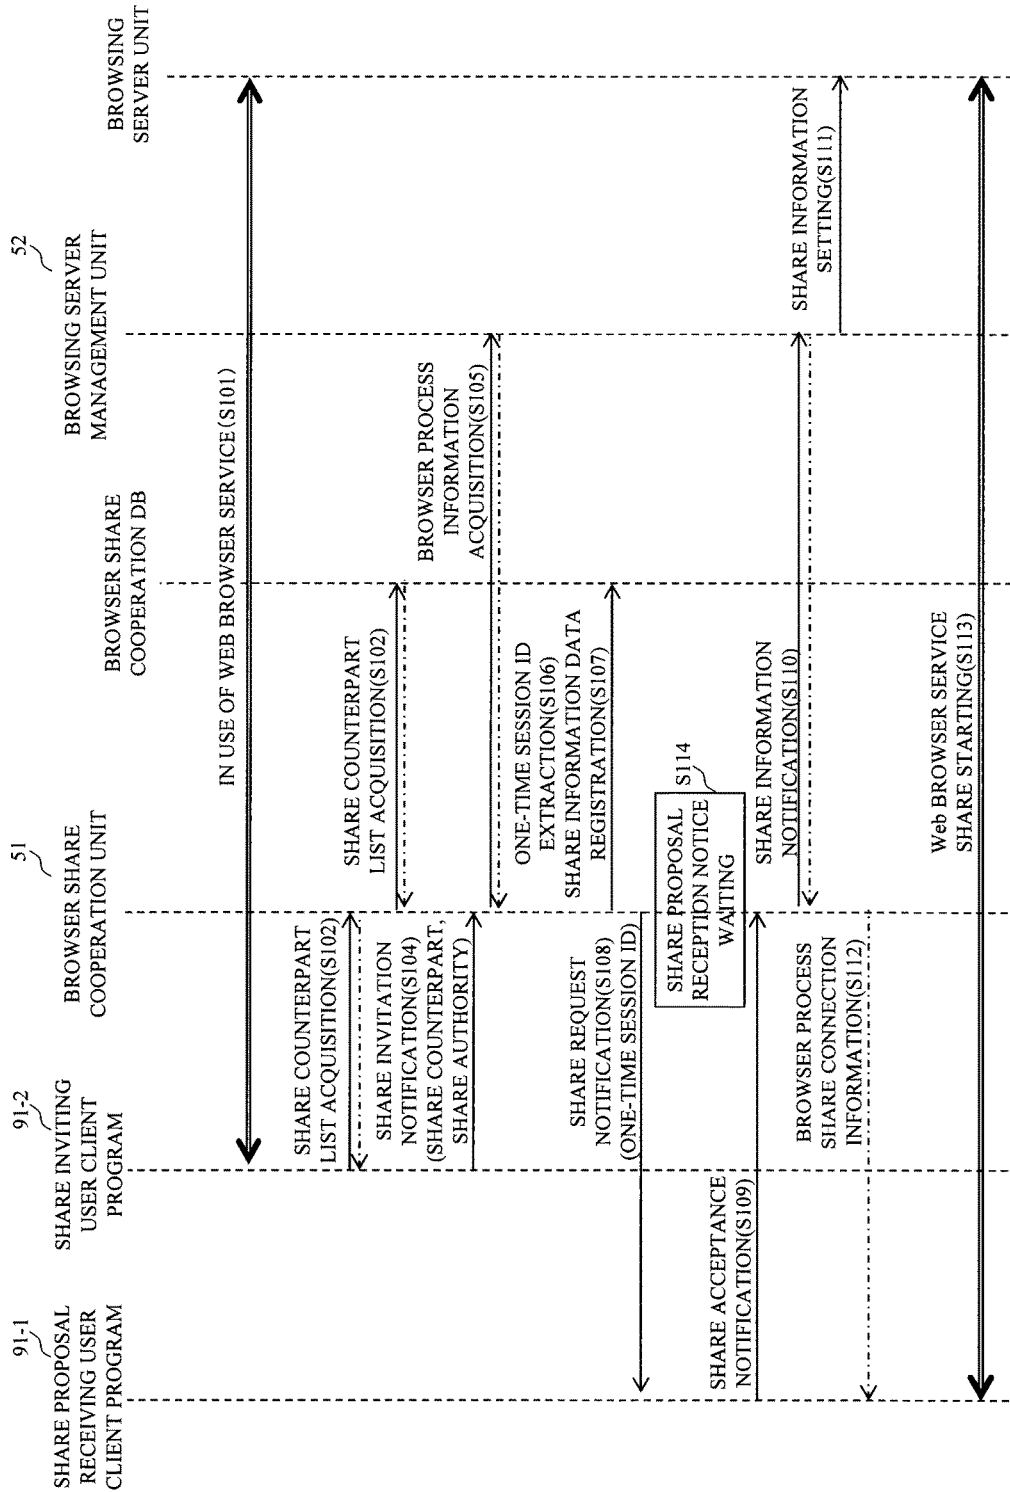 91-1
SHARE PROPOSAL
RECEIVING USER
CLIENT PROGRAM
91-2
SHARE INVITING
USER CLIENT
PROGRAM
51
BROWSER SHARE
COOPERATION UNIT
BROWSER SHARE
COOPERATION DB
52
BROWSING SERVER
MANAGEMENT UNIT
BROWSING
SERVER UNIT
IN USE OF WEB BROWSER SERVICE(S101)
SHARE COUNTERPART
LIST ACQUISITION(S102)
SHARE COUNTERPART
LIST ACQUISITION(S102)
SHARE INVITATION
NOTIFICATION(S104)
(SHARE COUNTERPART,
SHARE AUTHORITY)
BROWSER PROCESS
INFORMATION
ACQUISITION(S105)
ONE-TIME SESSION ID
EXTRACTION(S106)
SHARE INFORMATION DATA
REGISTRATION(S107)
SHARE REQUEST
NOTIFICATION(S108)
(ONE-TIME SESSION ID)
S114
SHARE PROPOSAL
RECEPTION NOTICE
WAITING
SHARE ACCEPTANCE
NOTIFICATION(S109)
SHARE INFORMATION
NOTIFICATION(S110)
SHARE INFORMATION
SETTING(S111)
BROWSER PROCESS
SHARE CONNECTION
INFORMATION(S112)
Web BROWSER SERVICE
SHARE STARTING(S113)